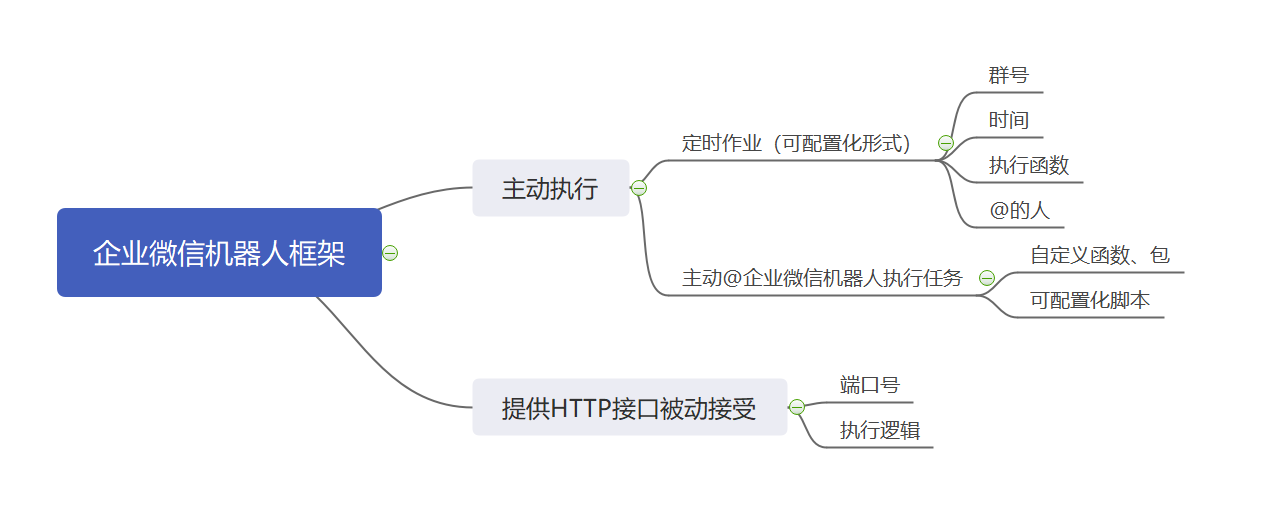 企业微信机器人框架
主动执行
定时作业（可配置化形式）
群号
时间
执行函数
@的人
主动@企业微信机器人执行任务
自定义函数、包
可配置化脚本
提供HTTP接口被动接受
端口号
执行逻辑